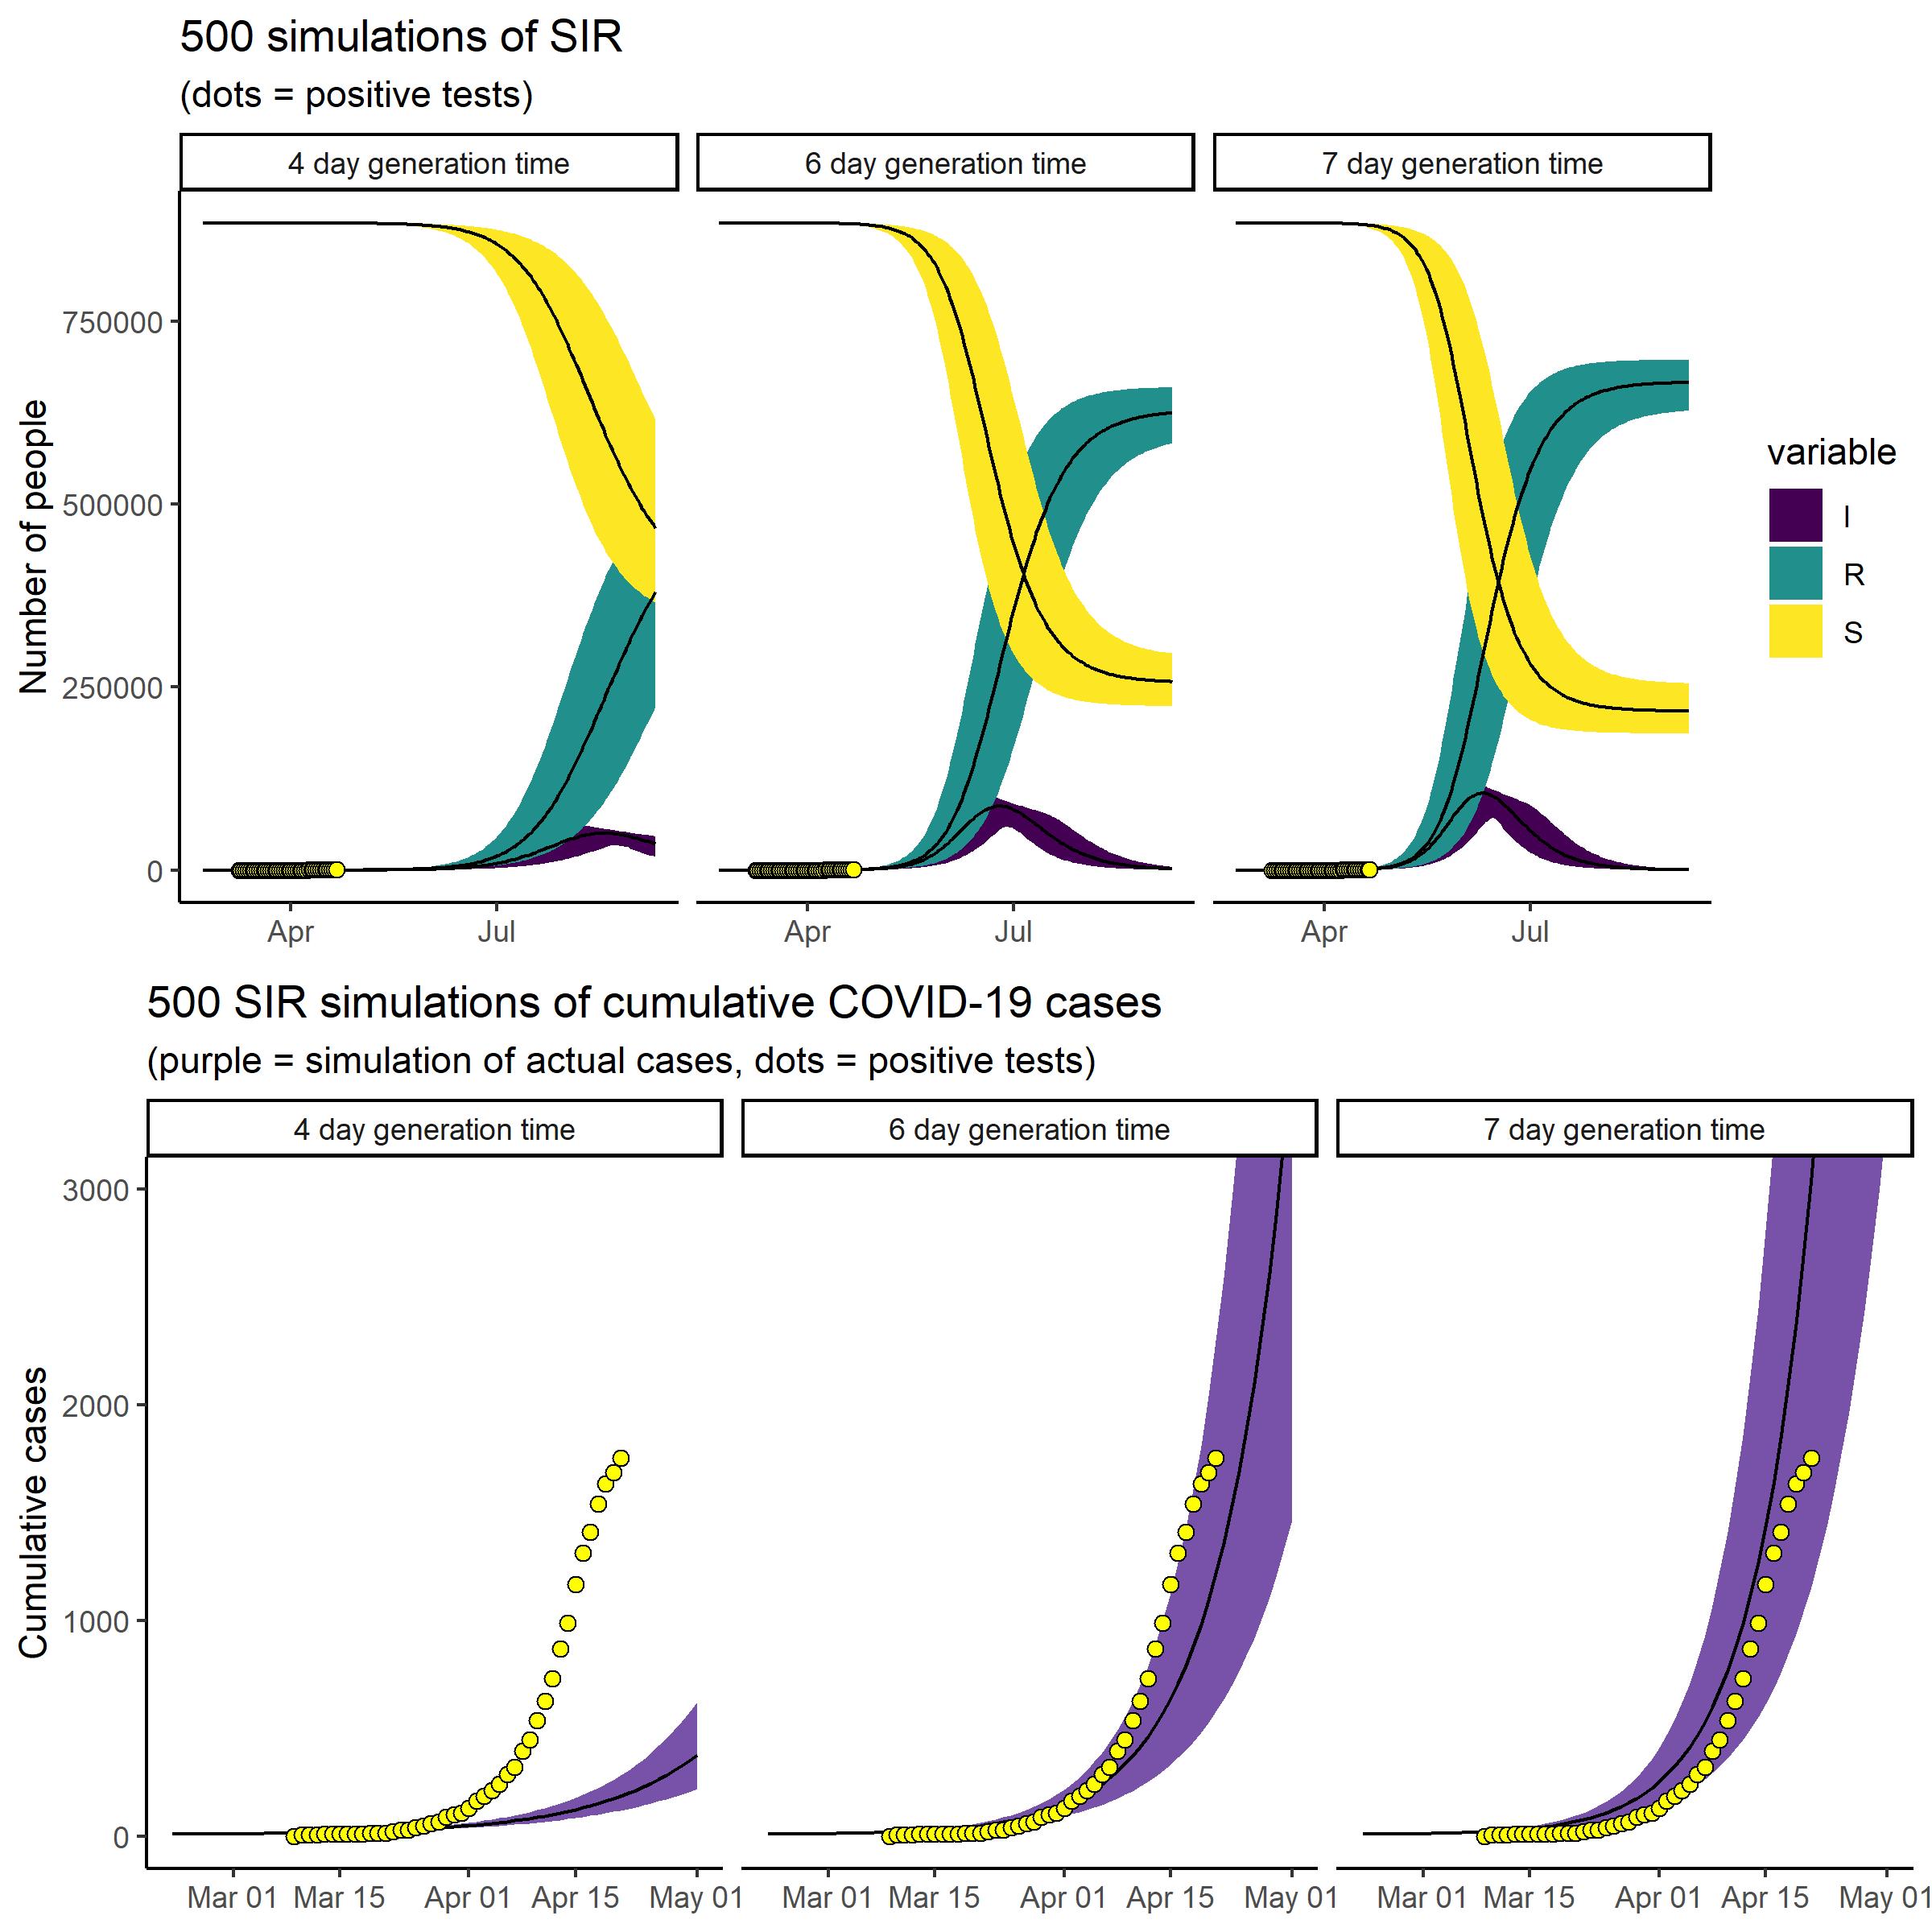 500 simulations of SIR
(dots = positive tests)
4 day generation time
6 day generation time
7 day generation time
Number of people
750000
500000
250000
0
Apr
Jul
Apr
Jul
Apr
Jul
variable
I
R
S
500 SIR simulations of cumulative COVID-19 cases
(purple = simulation of actual cases, dots = positive tests)
4 day generation time
6 day generation time
7 day generation time
Cumulative cases
3000
2000
1000
0
Mar 01 Mar 15 Apr 01 Apr 15 May 01
Mar 01 Mar 15 Apr 01 Apr 15 May 01
Mar 01 Mar 15 Apr 01 Apr 15 May 01